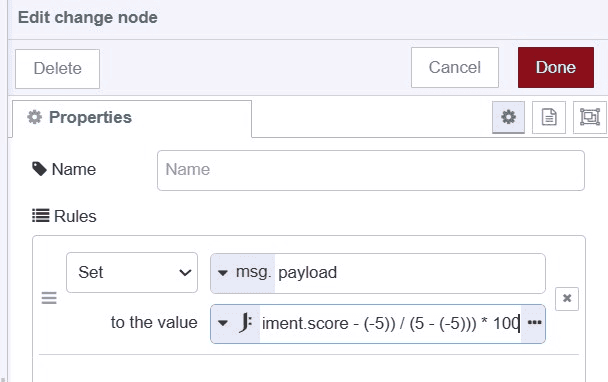 Edit change node
Delete
Cancel
Done
Properties
Name
Name
Rules
Set
msg. payload
to the value
J: iment.score - (-5)) / (5 - (-5))) * 100